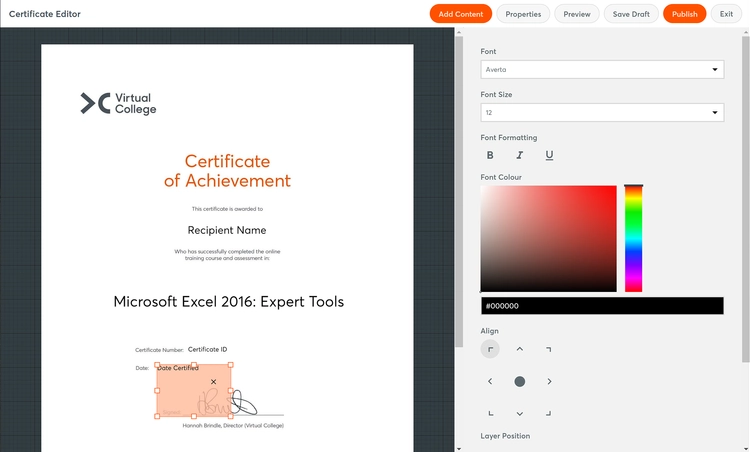 Certificate Editor
Add Content
Properties
Preview
Save Draft
Publish
Exit
Virtual
College
Certificate
of Achievement
This certificate is awarded to
Recipient Name
Who has successfully completed the online
training course and assessment in:
Microsoft Excel 2016: Expert Tools
Certificate Number: Certificate ID
Date: Date Certified
Hannah Brindle, Director (Virtual College)
Font
Averta
Font Size
12
Font Formatting
B I U
Font Colour
#000000
Align
Layer Position